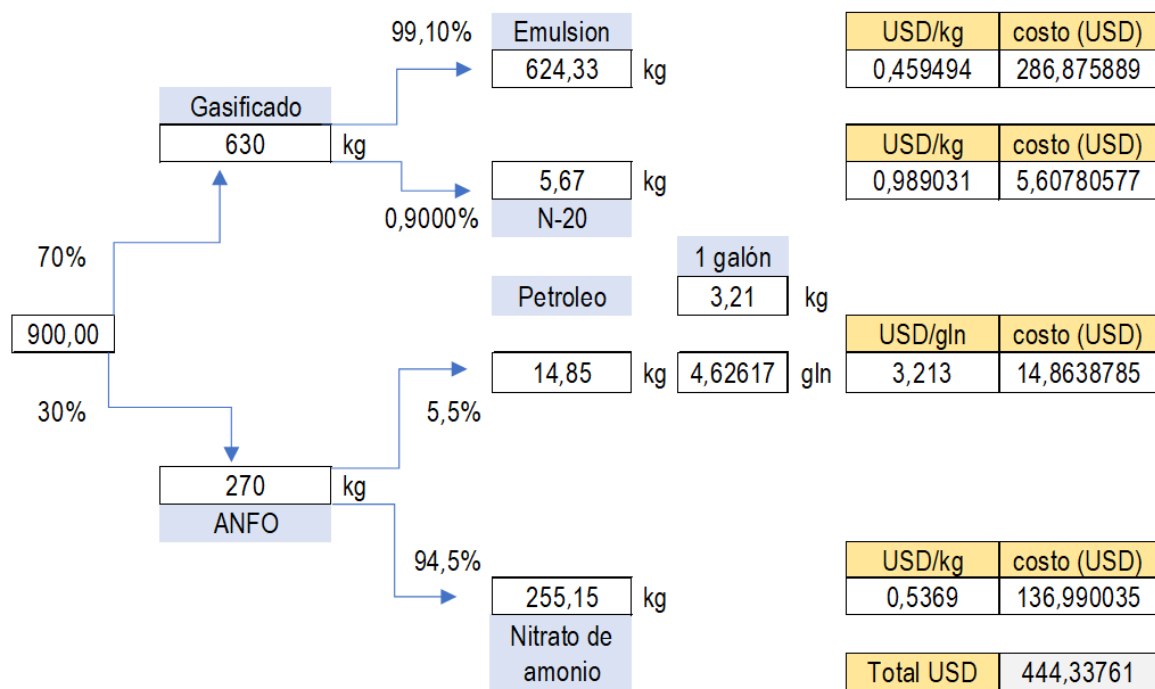 99,10%
Emulsion
USD/kg costo (USD)
624,33 kg
0,459494 286,875889
Gasificado
630 kg
USD/kg costo (USD)
5,67 kg
0,989031 5,60780577
0,9000%
N-20
70%
1 galón
Petroleo
3,21 kg
900,00
USD/gln costo (USD)
14,85 kg 4,62617 gln
3,213 14,8638785
30%
5,5%
270 kg
ANFO
94,5%
USD/kg costo (USD)
255,15 kg
0,5369 136,990035
Nitrato de
amonio
Total USD 444,33761